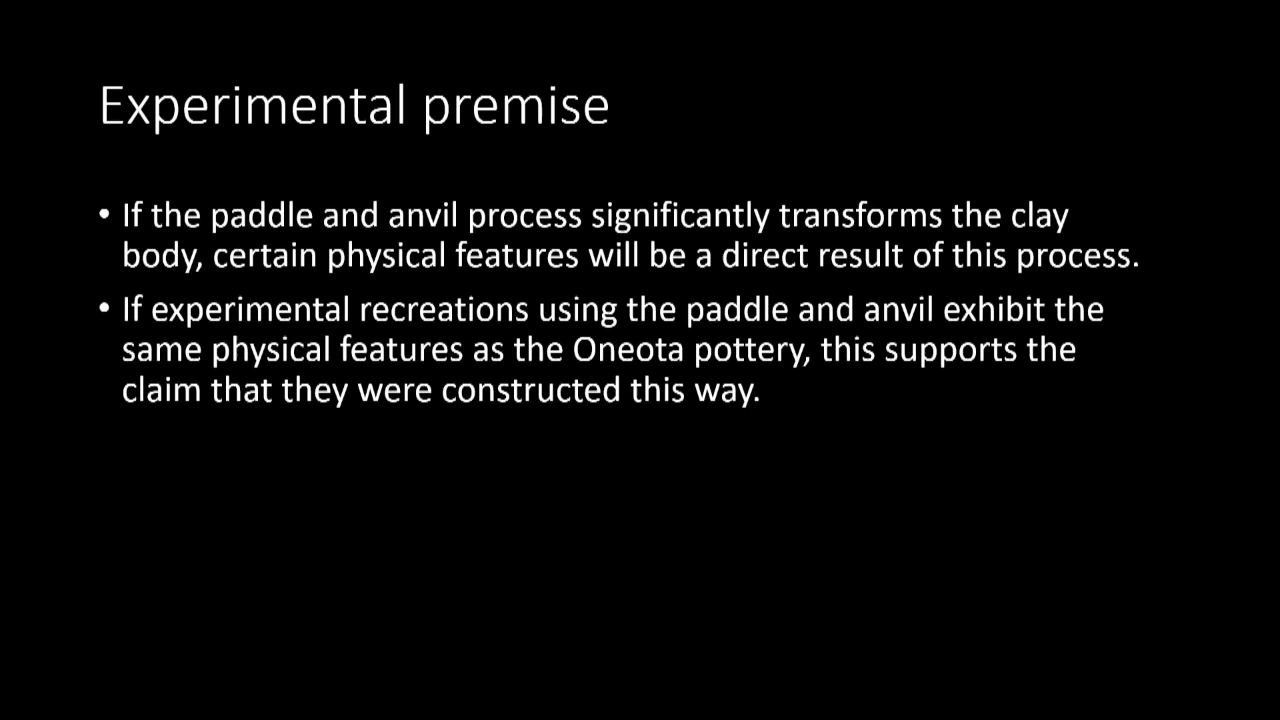 Experimental premise
• If the paddle and anvil process significantly transforms the clay
body, certain physical features will be a direct result of this process.
• If experimental recreations using the paddle and anvil exhibit the
same physical features as the Oneota pottery, this supports the
claim that they were constructed this way.